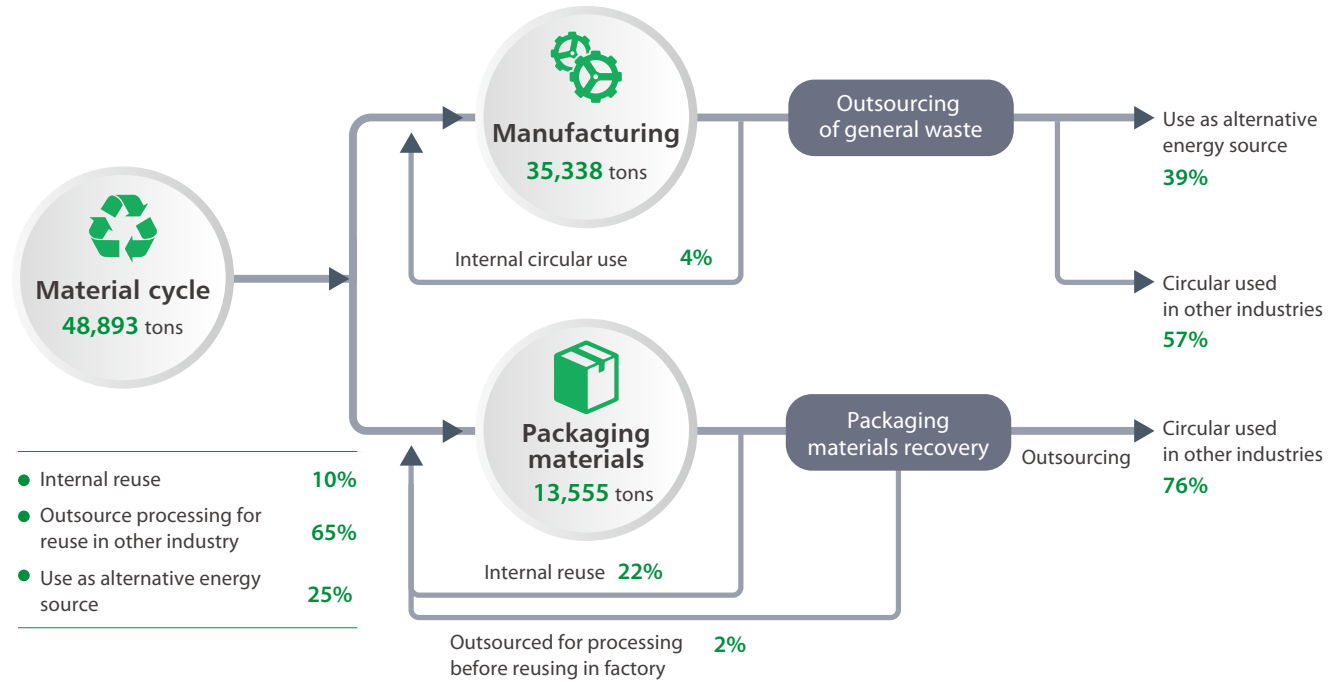 Material cycle
48,893 tons
Manufacturing
35,338 tons
Internal circular use 4%
Outsourcing
of general waste
Use as alternative
energy source
39%
Circular used
in other industries
57%
Packaging
materials
13,555 tons
Packaging
materials recovery
Outsourcing
Circular used
in other industries
76%
Internal reuse 22%
Outsourced for processing 2%
before reusing in factory
Internal reuse 10%
Outsource processing for
reuse in other industry 65%
Use as alternative energy
source 25%